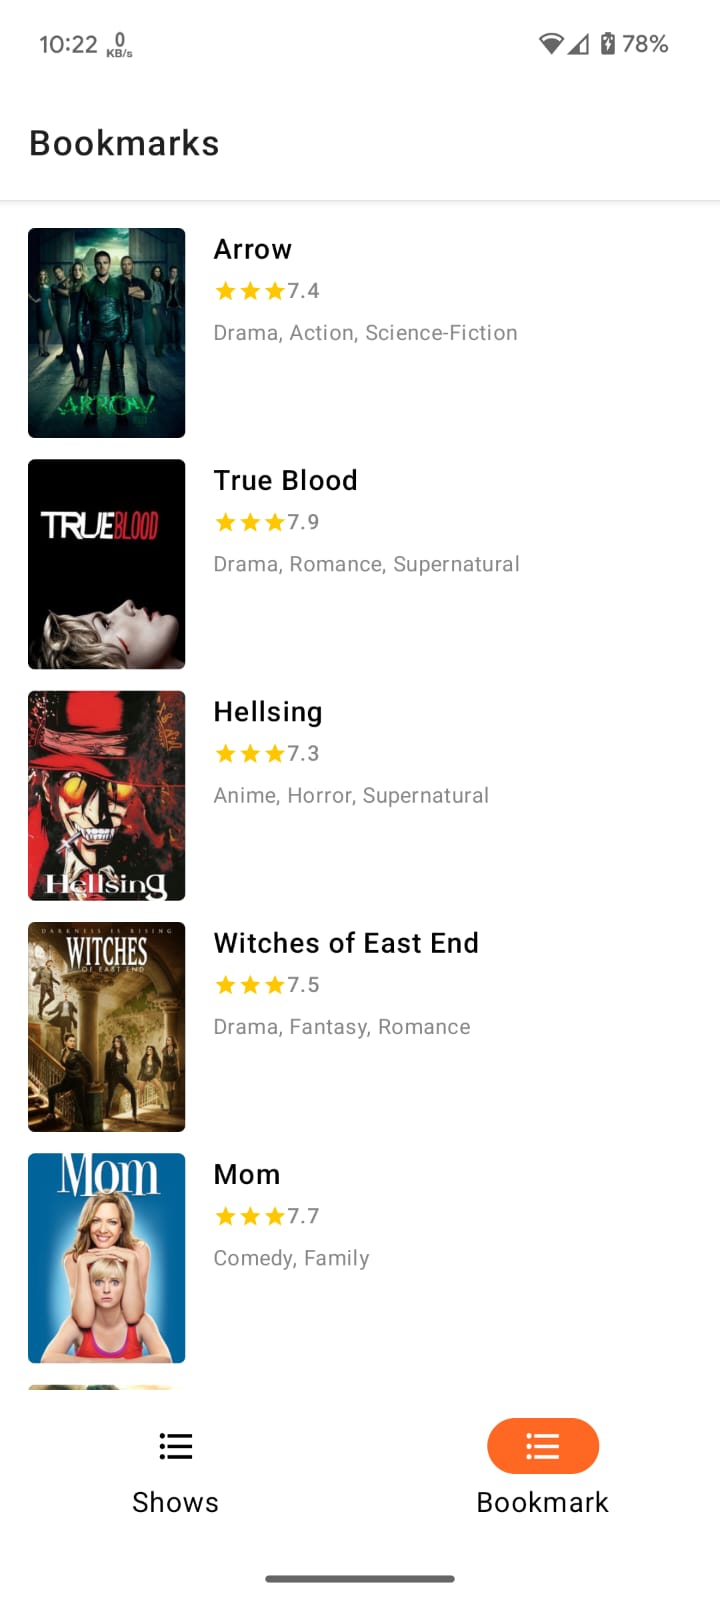 10:22 0 KB/s 78%
Bookmarks
ARROW
Arrow
7.4
Drama, Action, Science-Fiction
TRUEBLOOD
True Blood
7.9
Drama, Romance, Supernatural
Hellsing
Hellsing
7.3
Anime, Horror, Supernatural
DARKNESS IS RISING
WITCHES
OF EAST END
Witches of East End
7.5
Drama, Fantasy, Romance
Mom
Mom
7.7
Comedy, Family
Shows
Bookmark